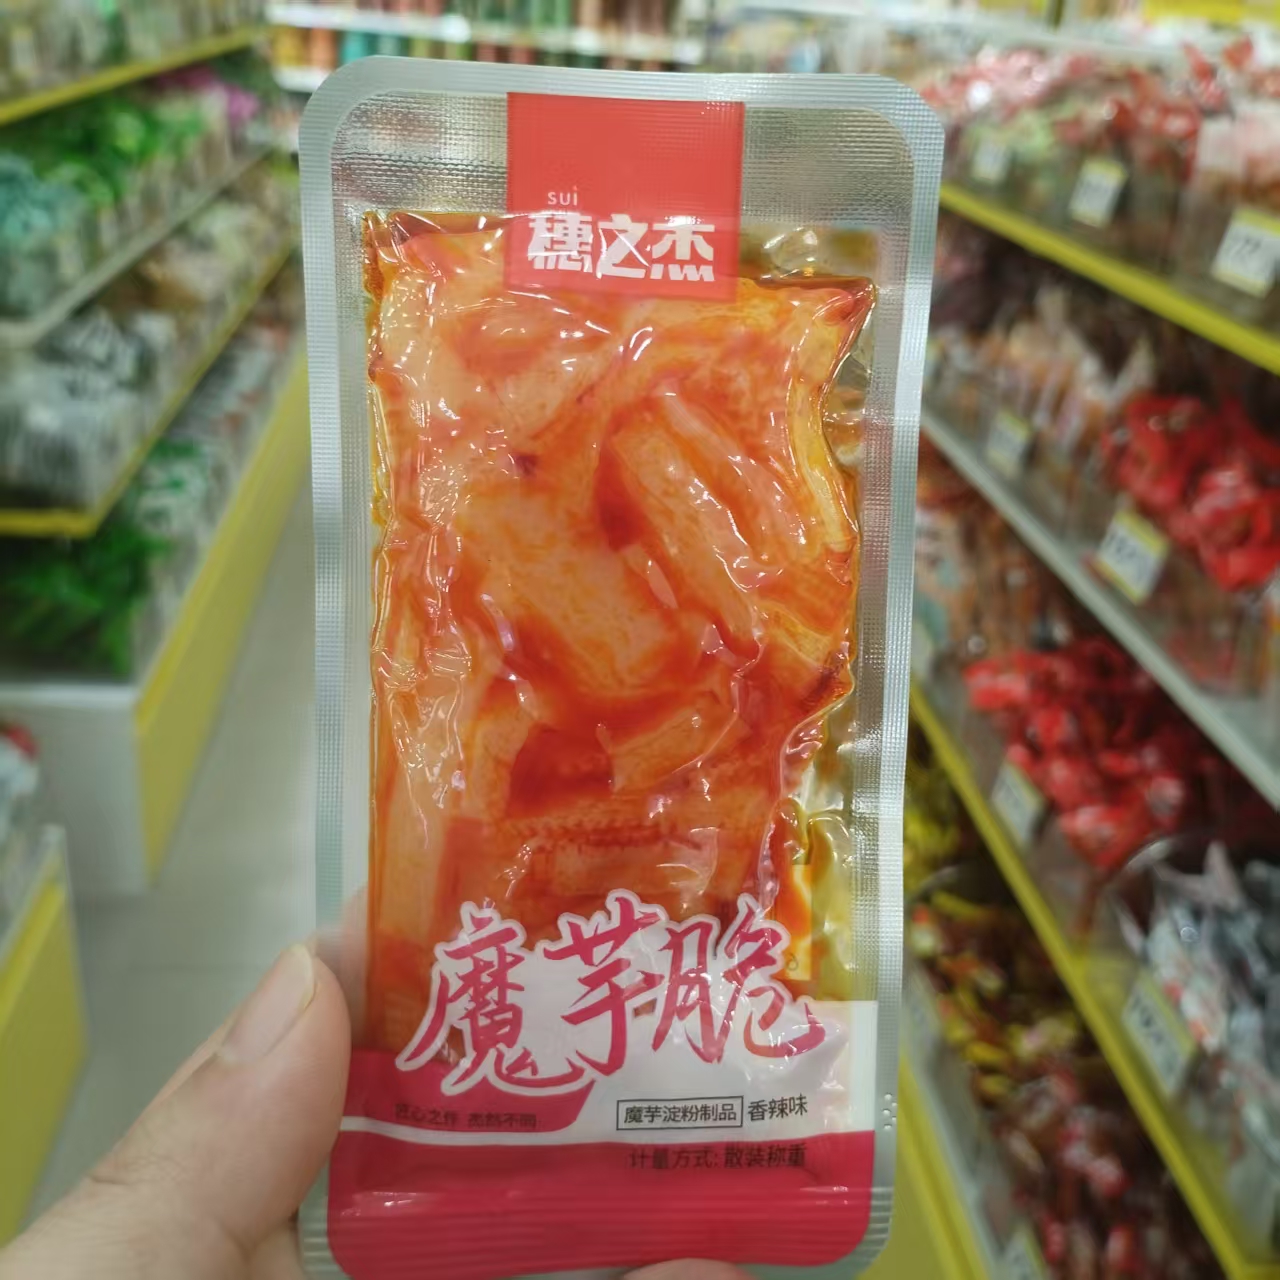 suì
穗之杰
魔芋脆
匠心之作 杰然不同
魔芋淀粉制品 香辣味
计量方式: 散装称重